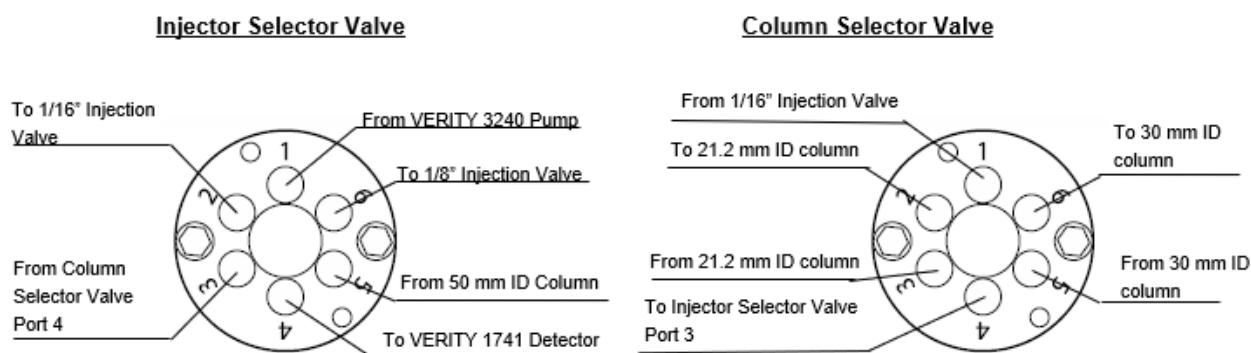 Injector Selector Valve
To 1/16” Injection
Valve
From VERITY 3240 Pump
To 1/8” Injection Valve
From Column
Selector Valve
Port 4
From 50 mm ID Column
To VERITY 1741 Detector
1
2
3
4
5
6
Column Selector Valve
From 1/16” Injection Valve
To 21.2 mm ID column
To 30 mm ID
column
From 21.2 mm ID column
From 30 mm ID
column
To Injector Selector Valve
Port 3
1
2
3
4
5
6